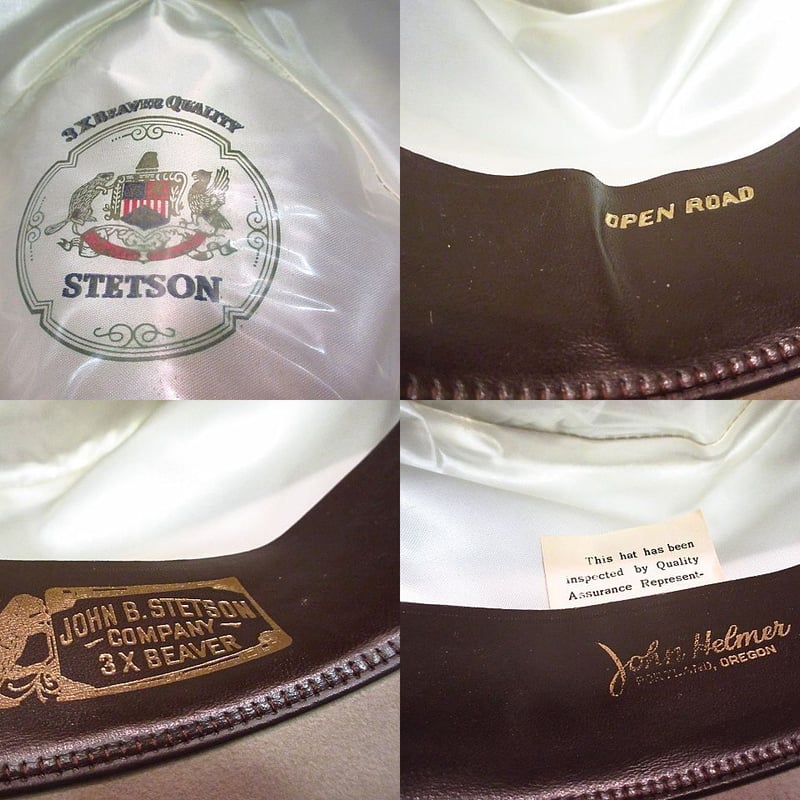 3X BEAVER QUALITY
STETSON
OPEN ROAD
JOHN B. STETSON
COMPANY
3X BEAVER
This hat has been
inspected by Quality
Assurance Represent-
John Helmer
PORTLAND, OREGON